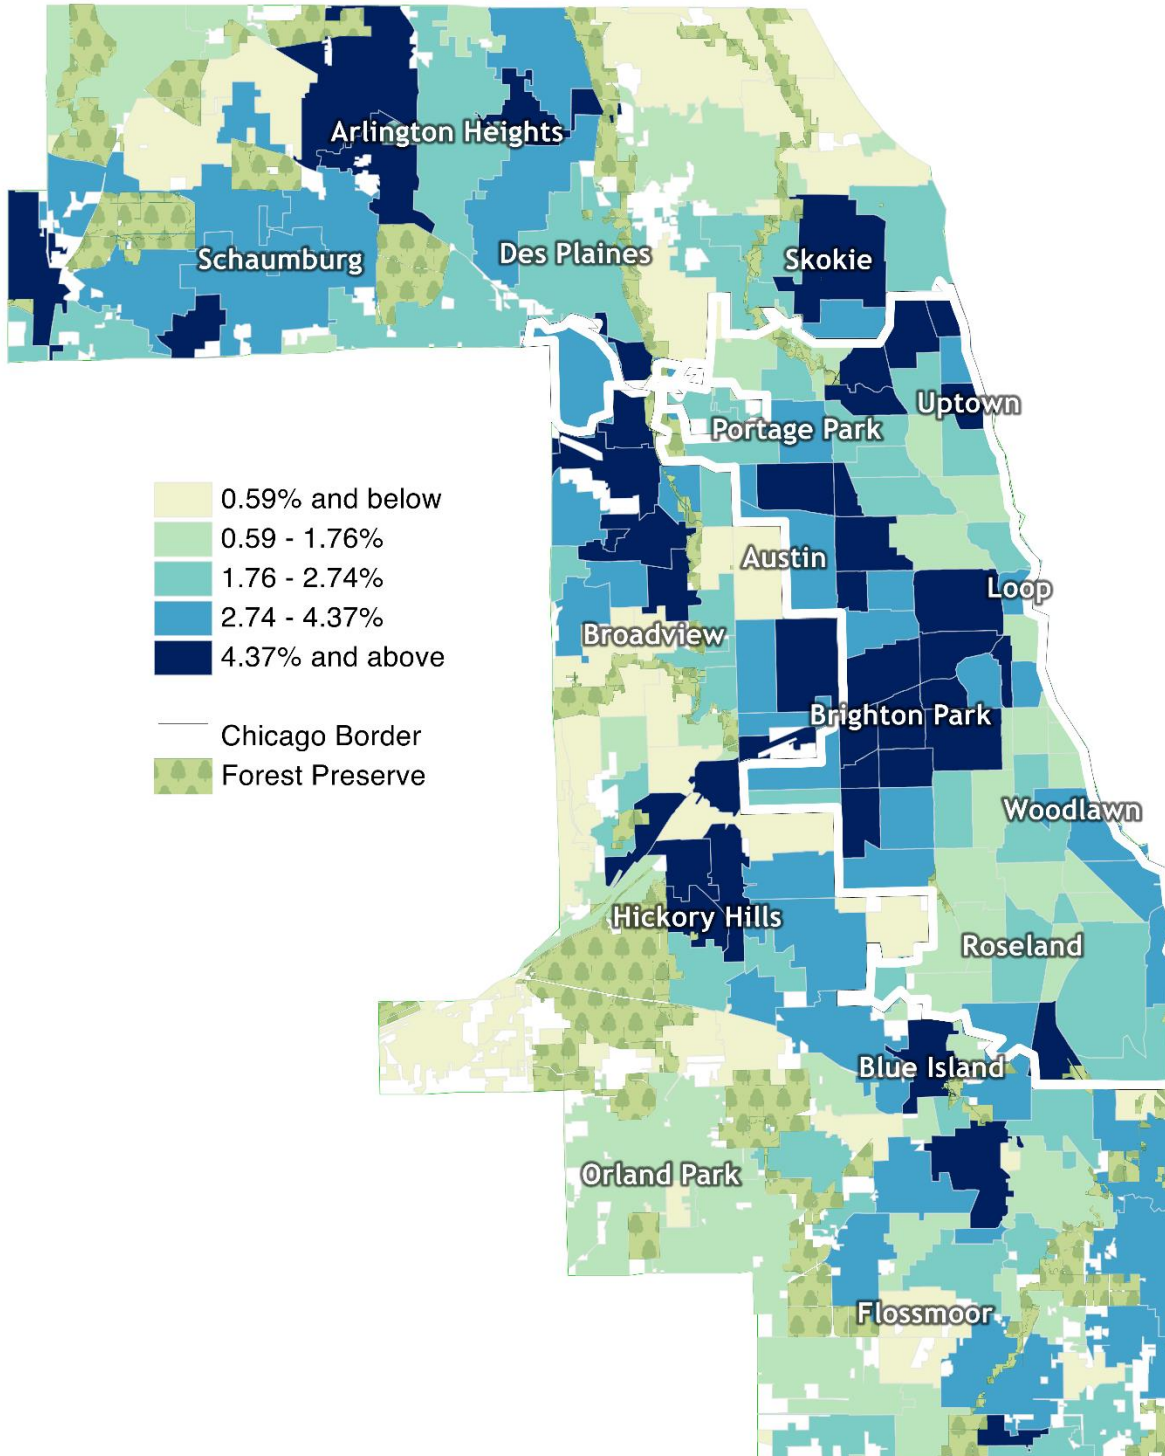 Arlington Heights
Schaumburg
Des Plaines
Skokie
Uptown
Portage Park
0.59% and below
0.59 - 1.76%
1.76 - 2.74%
2.74 - 4.37%
4.37% and above
Chicago Border
Forest Preserve
Austin
Loop
Broadview
Brighton Park
Woodlawn
Hickory Hills
Roseland
Blue Island
Orland Park
Flossmoor